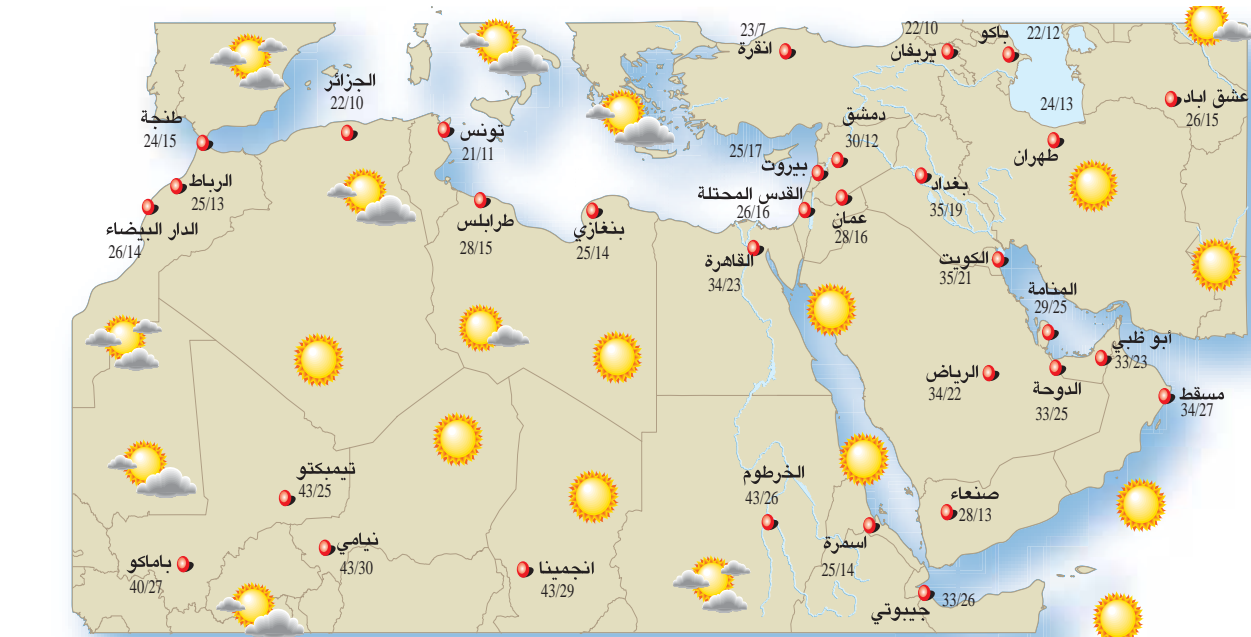 23/7
انقرة
22/10
يريفان
باكو
22/12
24/13
عشق اباد
26/15
طهران
الجزائر
22/10
طنجة
24/15
تونس
21/11
دمشق
30/12
25/17
بيروت
القدس المحتلة
26/16
عمان
28/16
بغداد
35/19
الرباط
25/13
الدار البيضاء
26/14
طرابلس
28/15
بنغازي
25/14
القاهرة
34/23
الكويت
35/21
المنامة
29/25
أبو ظبي
33/23
الرياض
34/22
الدوحة
33/25
مسقط
34/27
تيمبكتو
43/25
الخرطوم
43/26
صنعاء
28/13
نيامي
43/30
باماكو
40/27
انجمينا
43/29
اسمرة
25/14
33/26
جيبوتي